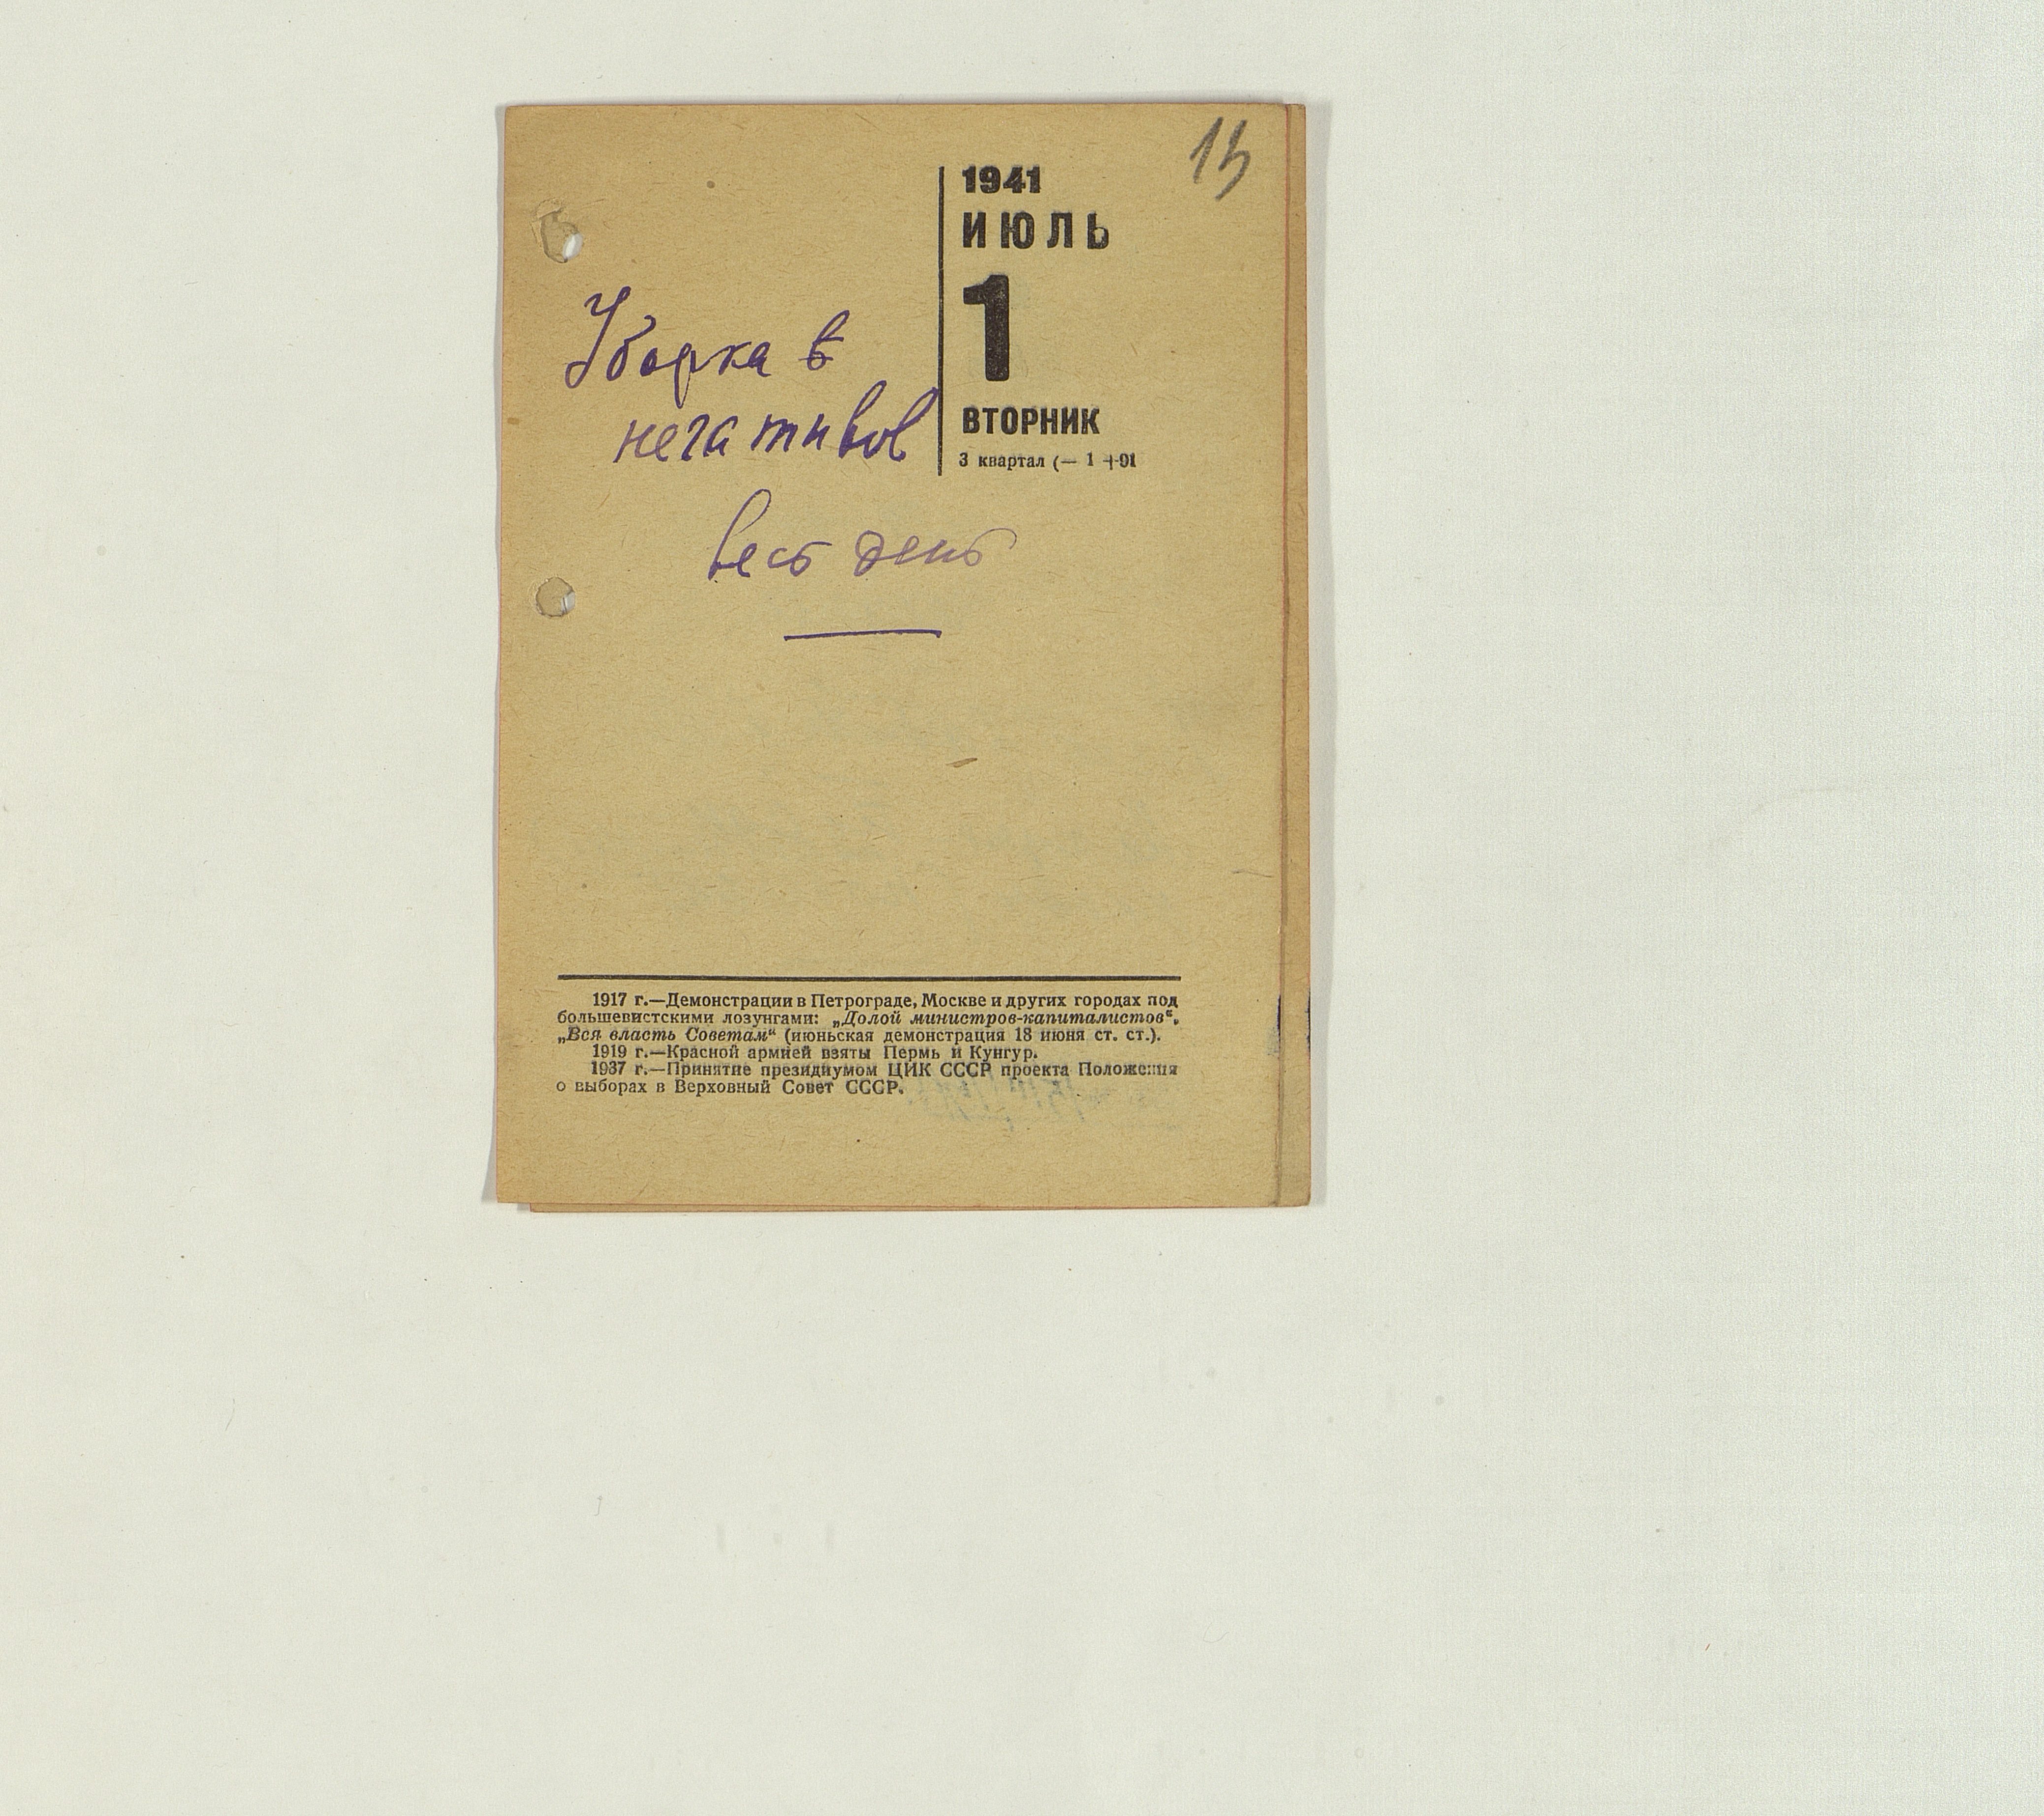 15
1941
ИЮЛЬ
1
ВТОРНИК
3 квартал (— 1 +91
Уборка в
негативов
весь день
1917 г.—Демонстрации в Петрограде, Москве и других городах под
большевистскими лозунгами: „Долой министров-капиталистов“,
„Вся власть Советам“ (июньская демонстрация 18 июня ст. ст.).
1919 г.—Красной армией взяты Пермь и Кунгур.
1937 г.—Принятие президиумом ЦИК СССР проекта Положения
о выборах в Верховный Совет СССР.